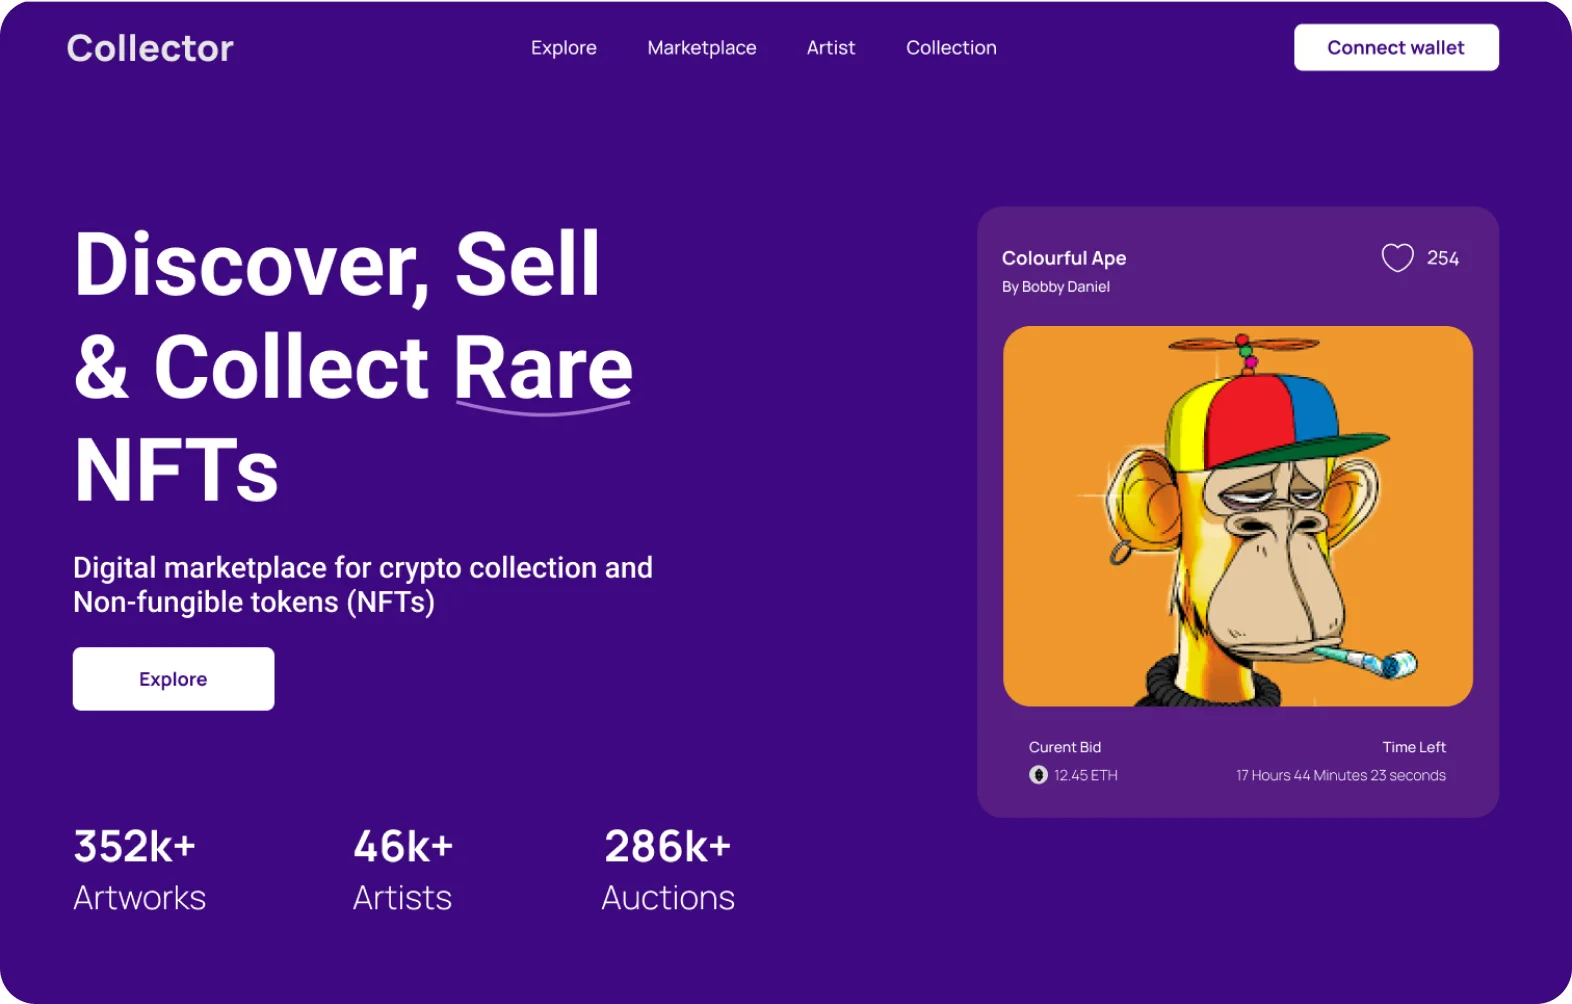 Collector
Explore
Marketplace
Artist
Collection
Connect wallet
Discover, Sell
& Collect Rare
NFTs
Digital marketplace for crypto collection and
Non-fungible tokens (NFTs)
Explore
352k+
Artworks
46k+
Artists
286k+
Auctions
Colourful Ape
254
By Bobby Daniel
Curent Bid
Time Left
12.45 ETH
17 Hours 44 Minutes 23 seconds